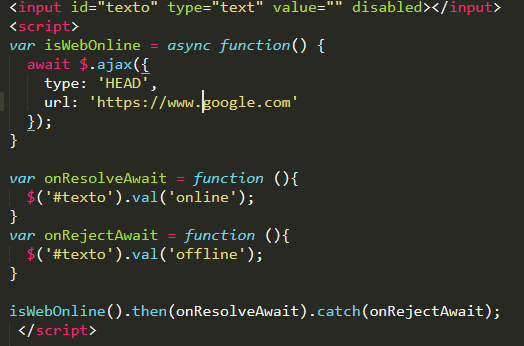 <input id="texto" type="text" value="" disabled></input>
<script>
var isWebOnline = async function() {
  await $.ajax({
    type: 'HEAD',
    url: 'https://www.google.com'
  });
}

var onResolveAwait = function (){
  $('#texto').val('online');
}
var onRejectAwait = function (){
  $('#texto').val('offline');
}

isWebOnline().then(onResolveAwait).catch(onRejectAwait);
 </script>